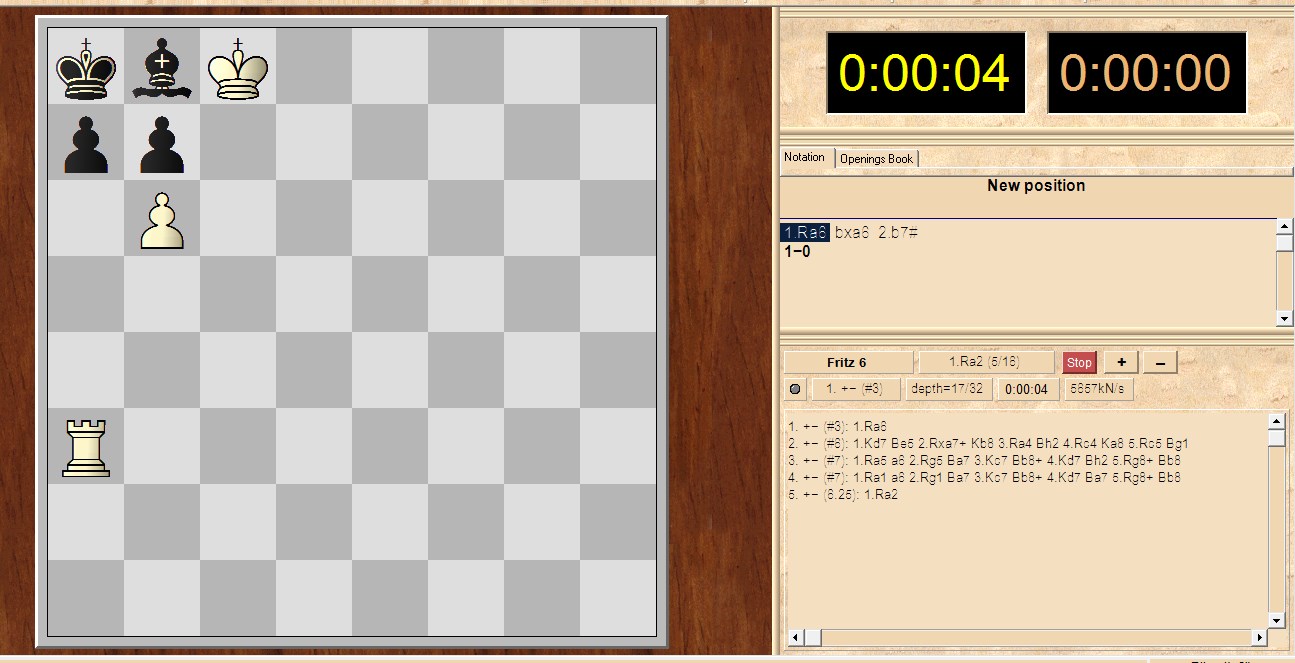 0:00:04 0:00:00
Notation Openings Book
New position
1.Ra6 bxa6 2.b7#
1–0
Fritz 6 1.Ra2 (5/18) Stop + –
1. +– (#3) depth=17/32 0:00:04 5657kN/s
1. +– (#3): 1.Ra6
2. +– (#6): 1.Kd7 Be5 2.Rxa7+ Kb8 3.Ra4 Bh2 4.Rc4 Ka8 5.Rc5 Bg1
3. +– (#7): 1.Ra5 a6 2.Rg5 Ba7 3.Kc7 Bb8+ 4.Kd7 Bh2 5.Rg8+ Bb8
4. +– (#7): 1.Ra1 a6 2.Rg1 Ba7 3.Kc7 Bb8+ 4.Kd7 Ba7 5.Rg8+ Bb8
5. +– (6.25): 1.Ra2